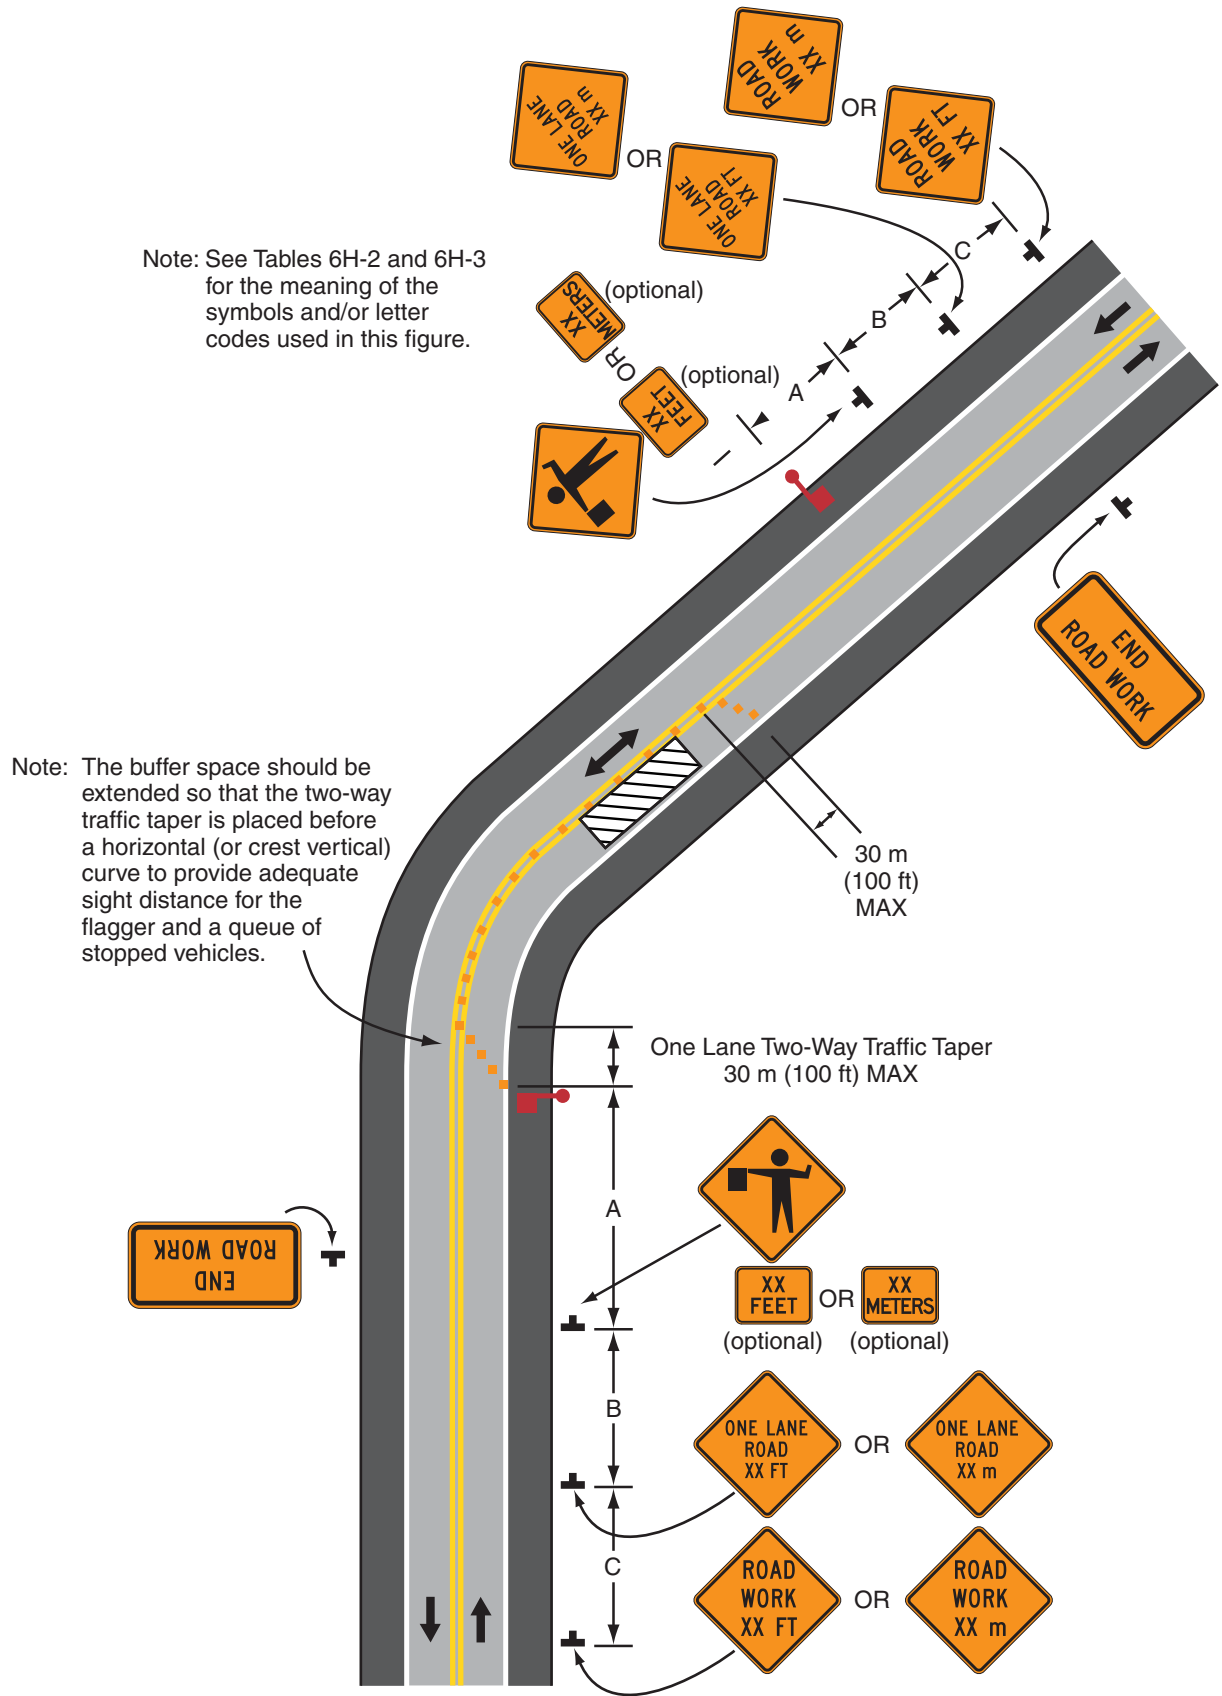 ROAD
WORK
XX m
OR
ROAD
WORK
XX FT
ONE LANE
ROAD
XX m
OR
ONE LANE
ROAD
XX FT
C
B
A
Note: See Tables 6H-2 and 6H-3
for the meaning of the
symbols and/or letter
codes used in this figure.
XX
METERS
(optional)
OR
XX
FEET
(optional)
END
ROAD WORK
Note: The buffer space should be
extended so that the two-way
traffic taper is placed before
a horizontal (or crest vertical)
curve to provide adequate
sight distance for the
flagger and a queue of
stopped vehicles.
30 m
(100 ft)
MAX
One Lane Two-Way Traffic Taper
30 m (100 ft) MAX
A
END
ROAD WORK
XX
FEET
OR
XX
METERS
(optional)
(optional)
B
ONE LANE
ROAD
XX FT
OR
ONE LANE
ROAD
XX m
C
ROAD
WORK
XX FT
OR
ROAD
WORK
XX m